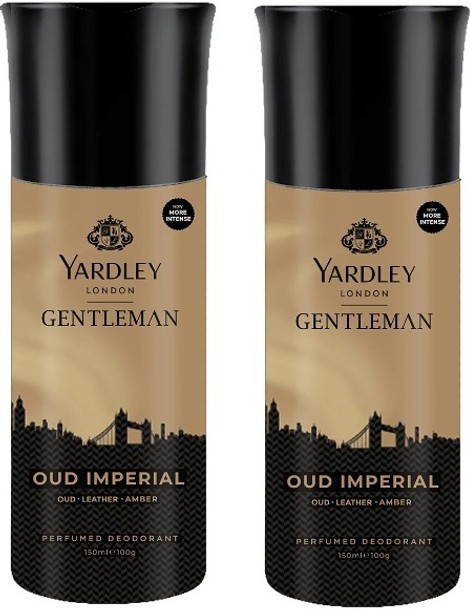 NOW
MORE
INTENSE
YARDLEY
LONDON
GENTLEMAN
OUD IMPERIAL
OUD • LEATHER • AMBER
PERFUMED DEODORANT
150ml℮100g
NOW
MORE
INTENSE
YARDLEY
LONDON
GENTLEMAN
OUD IMPERIAL
OUD • LEATHER • AMBER
PERFUMED DEODORANT
150ml℮100g